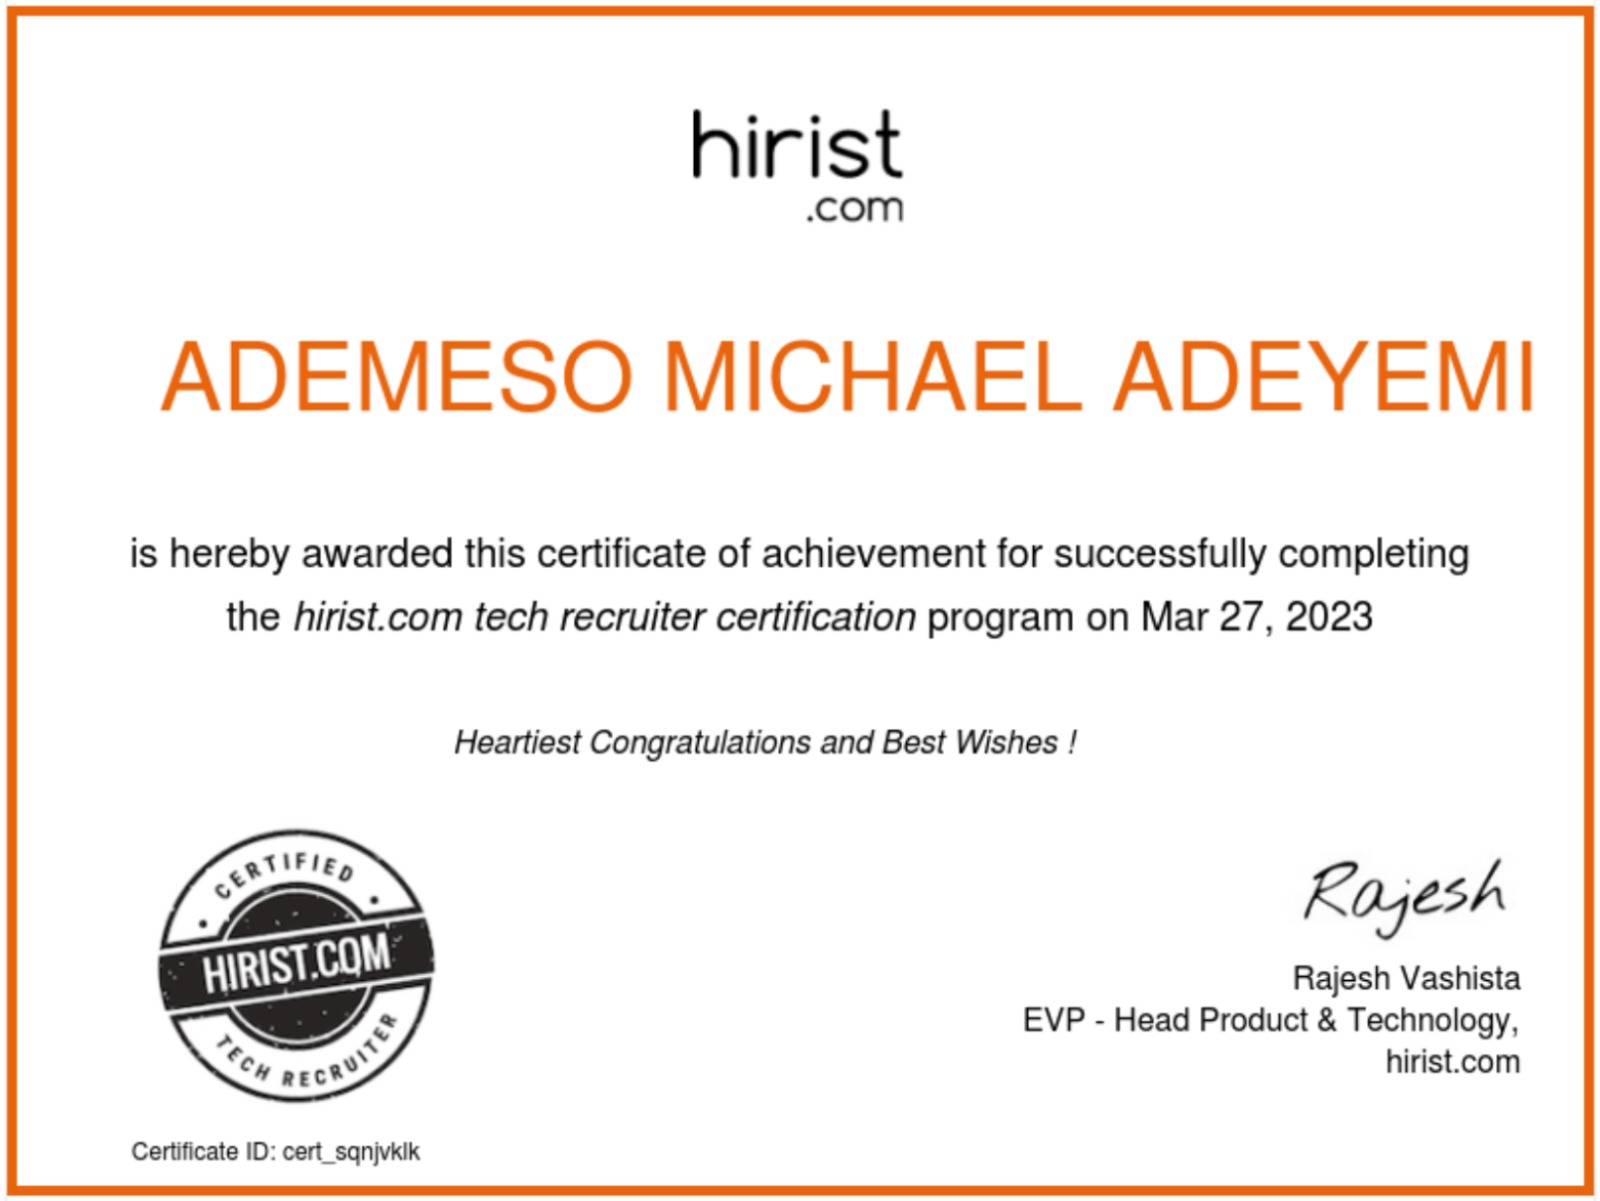 hirist
.com
ADEMESO MICHAEL ADEYEMI
is hereby awarded this certificate of achievement for successfully completing
the hirist.com tech recruiter certification program on Mar 27, 2023
Heartiest Congratulations and Best Wishes !
CERTIFIED
HIRIST.COM
TECH RECRUITER
Rajesh
Rajesh Vashista
EVP - Head Product & Technology,
hirist.com
Certificate ID: cert_sqnjvklk